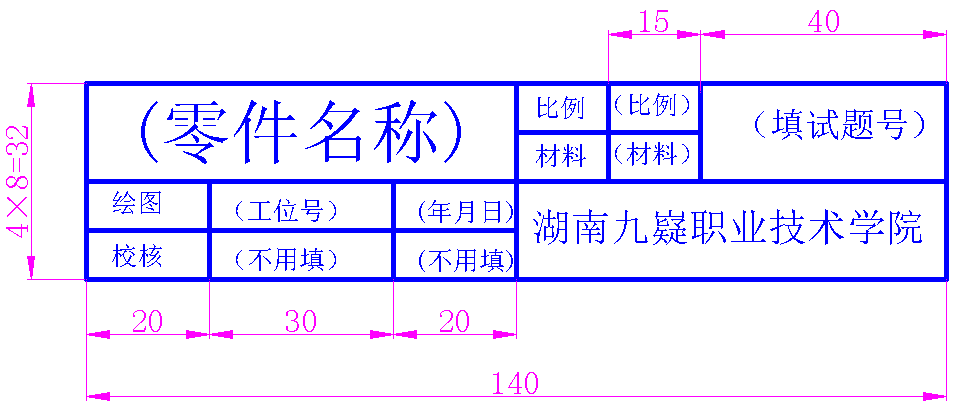 15 40
(零件名称) 比例 (比例) (填试题号)
材料 (材料)
4×8=32
绘图 (工位号) (年月日) 湖南九嶷职业技术学院
校核 (不用填) (不用填)
20 30 20
140